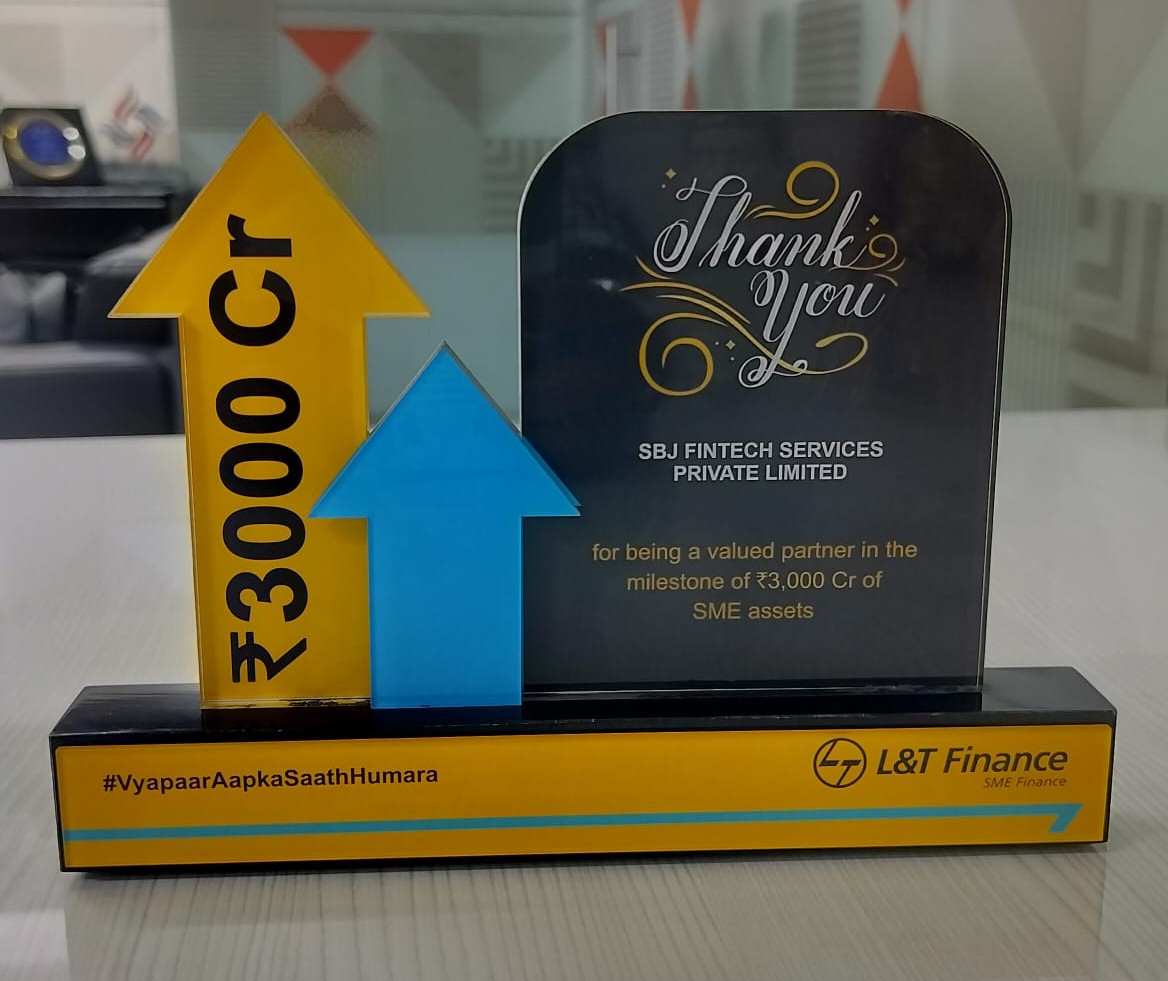 ₹3000 Cr
Thank
You
SBJ FINTECH SERVICES
PRIVATE LIMITED
for being a valued partner in the
milestone of ₹3,000 Cr of
SME assets
#VyapaarAapkaSaathHumara
LT L&T Finance
SME Finance